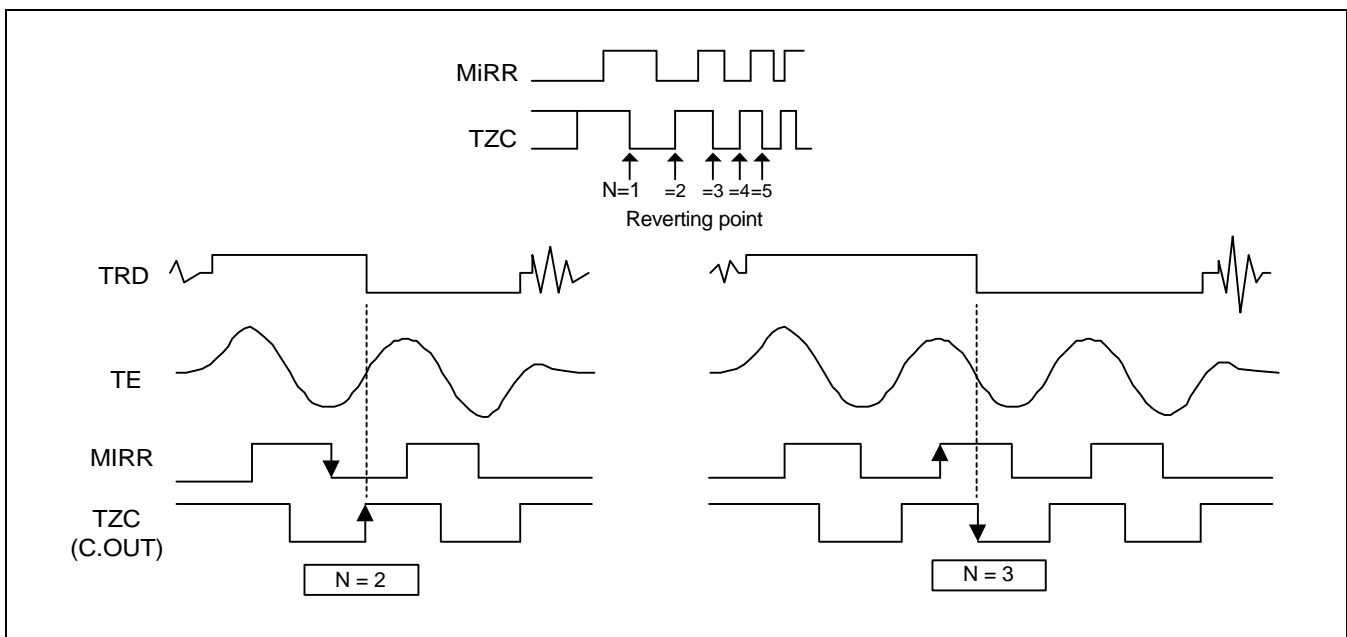 MiRR
TZC
N=1 =2 =3 =4 =5
Reverting point
TRD
TE
MIRR
TZC
(C.OUT)
N = 2
N = 3